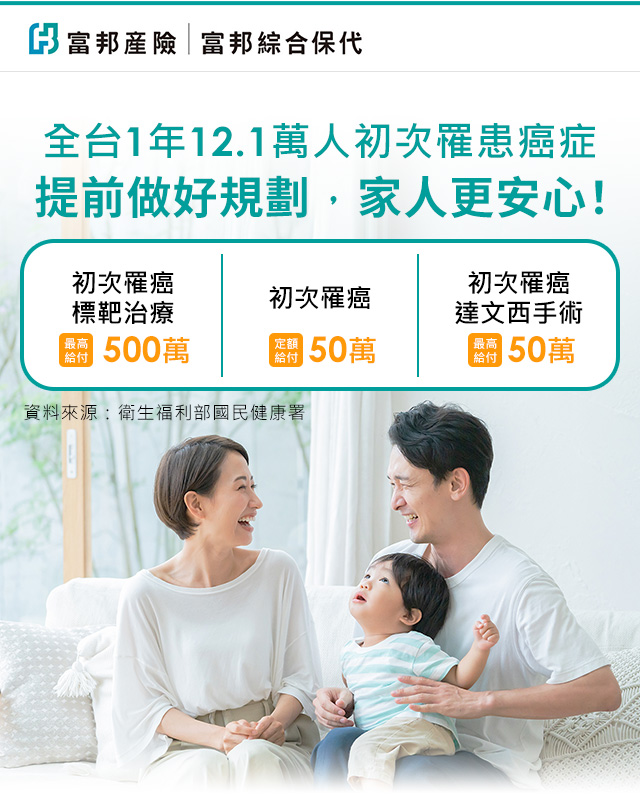 富邦產險 富邦綜合保代
全台1年12.1萬人初次罹患癌症
提前做好規劃，家人更安心！
初次罹癌
標靶治療
最高給付 500萬
初次罹癌
定額給付 50萬
初次罹癌
達文西手術
最高給付 50萬
資料來源：衛生福利部國民健康署